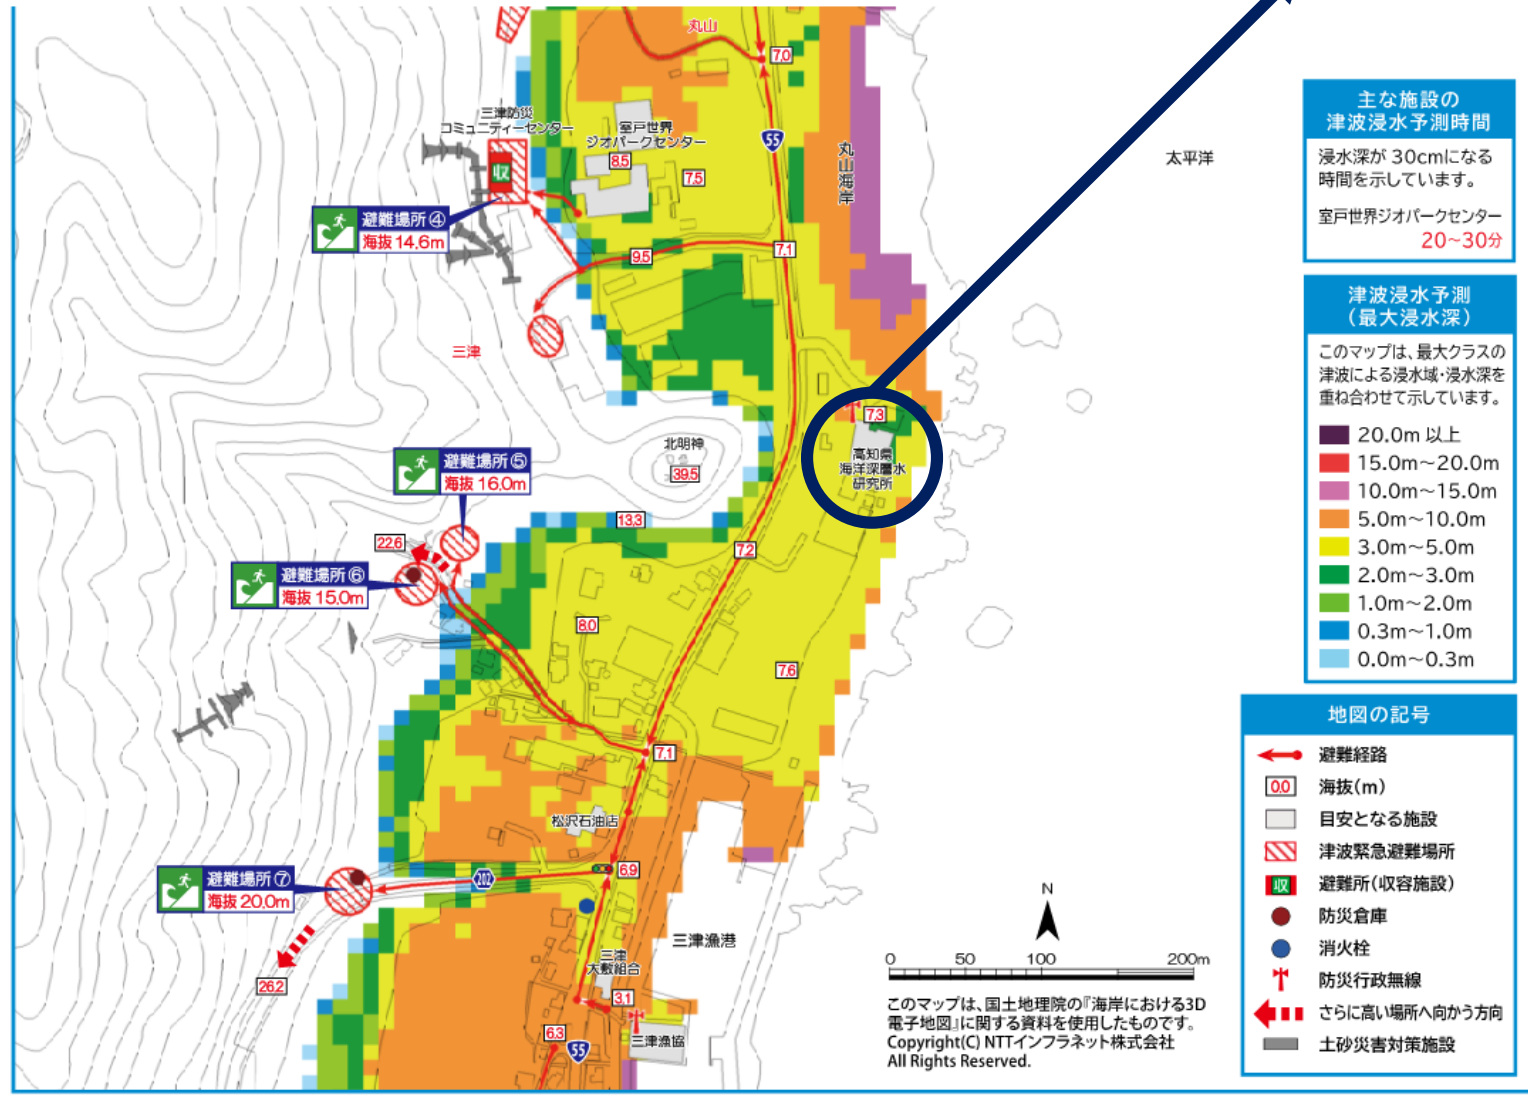 丸山
7.0
三津防災
コミュニティーセンター
室戸世界
ジオパークセンター
8.5
7.5
55
丸山海岸
太平洋
収
避難場所④
海抜 14.6m
9.5
7.1
三津
7.3
高知県
海洋深層水
研究所
北明神
39.5
避難場所⑤
海抜 16.0m
13.3
22.6
7.2
避難場所⑥
海抜 15.0m
8.0
7.6
7.1
松沢石油店
6.9
202
避難場所⑦
海抜 20.0m
三津漁港
三津
大敷組合
26.2
3.1
6.3
55
三津漁協
主な施設の
津波浸水予測時間
浸水深が 30cmになる
時間を示しています。
室戸世界ジオパークセンター
20～30分
津波浸水予測
（最大浸水深）
このマップは、最大クラスの
津波による浸水域・浸水深を
重ね合わせて示しています。
20.0m 以上
15.0m～20.0m
10.0m～15.0m
5.0m～10.0m
3.0m～5.0m
2.0m～3.0m
1.0m～2.0m
0.3m～1.0m
0.0m～0.3m
地図の記号
避難経路
0.0 海抜（m）
目安となる施設
津波緊急避難場所
収 避難所（収容施設）
防災倉庫
消火栓
防災行政無線
さらに高い場所へ向かう方向
土砂災害対策施設
N
0 50 100 200m
このマップは、国土地理院の『海岸における3D
電子地図』に関する資料を使用したものです。
Copyright(C) NTTインフラネット株式会社
All Rights Reserved.